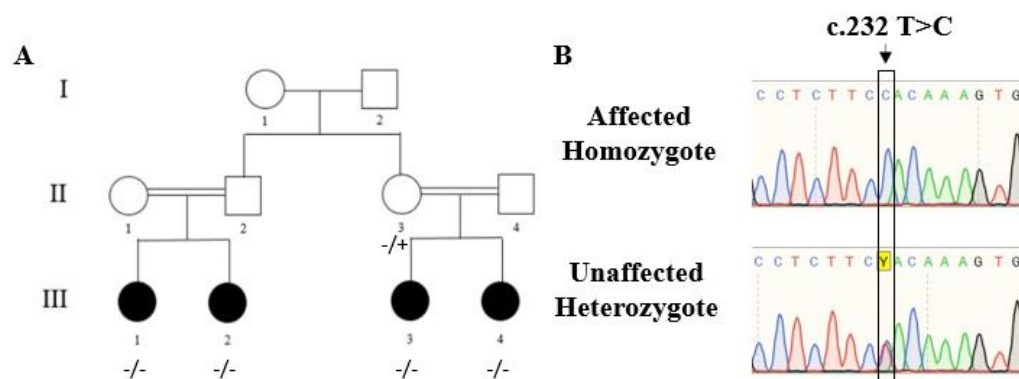 A
B
c.232 T>C
I
1
2
Affected
Homozygote
C C T C T T C C A C A A A G T G
II
1
2
3
4
-/+
Unaffected
Heterozygote
C C T C T T C Y A C A A A G T G
III
1
2
3
4
-/-
-/-
-/-
-/-